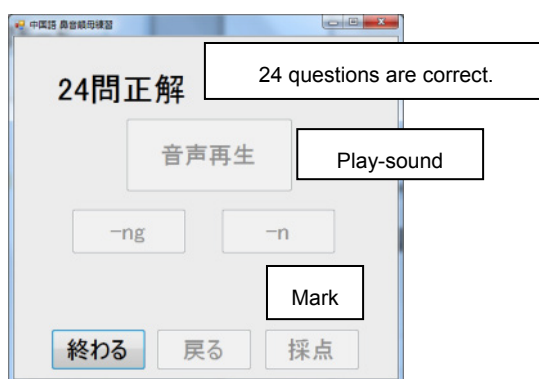 中国語 鼻音韻母練習
24問正解
24 questions are correct.
音声再生
Play-sound
-ng
-n
Mark
終わる
戻る
採点